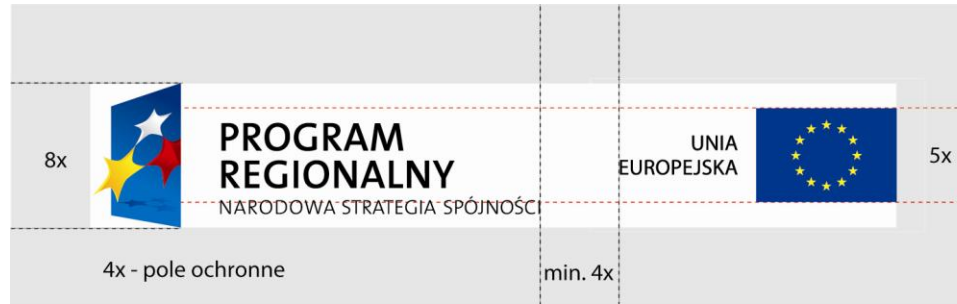 8x
PROGRAM
REGIONALNY
NARODOWA STRATEGIA SPÓJNOŚCI
UNIA
EUROPEJSKA
5x
4x - pole ochronne
min. 4x